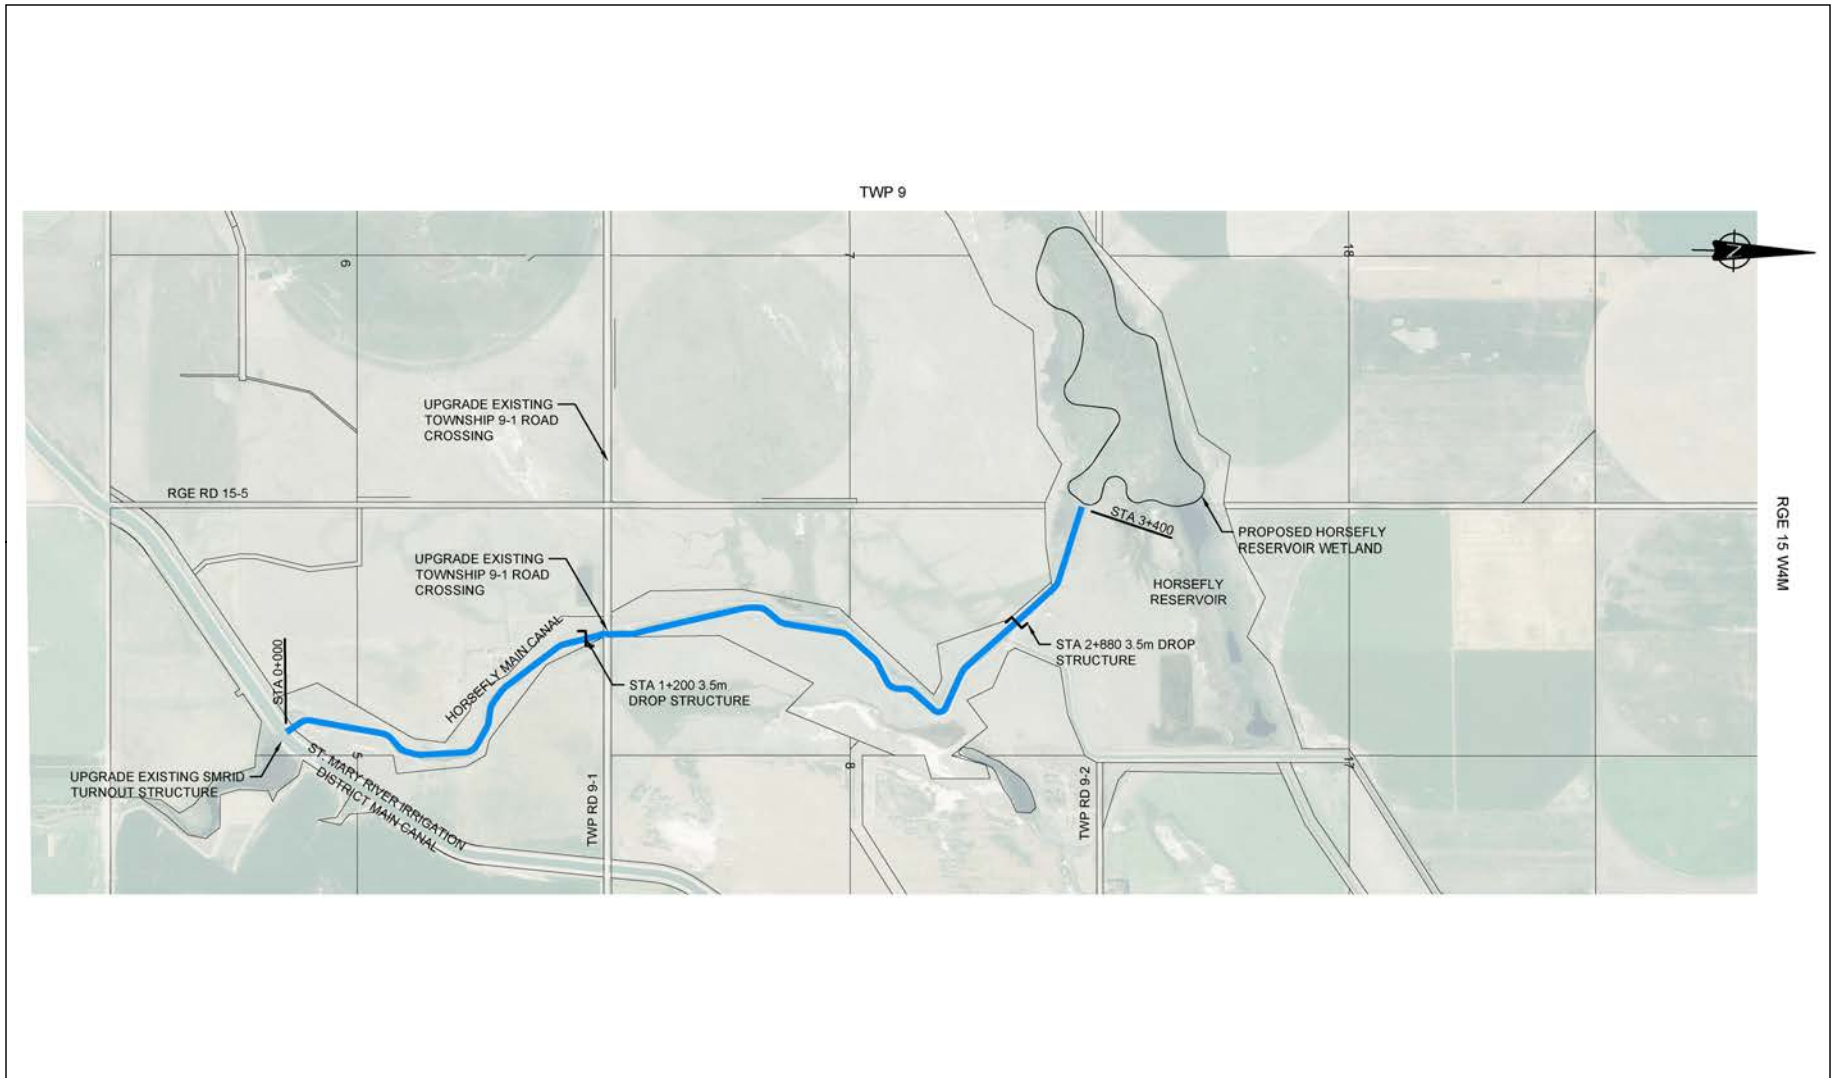 TWP 9
6
7
18
N
UPGRADE EXISTING
TOWNSHIP 9-1 ROAD
CROSSING
RGE RD 15-5
STA 3+400
PROPOSED HORSEFLY
RESERVOIR WETLAND
RGE 15 W4M
UPGRADE EXISTING
TOWNSHIP 9-1 ROAD
CROSSING
HORSEFLY
RESERVOIR
HORSEFLY MAIN CANAL
STA 0+000
STA 2+880 3.5m DROP
STRUCTURE
STA 1+200 3.5m
DROP STRUCTURE
5
8
17
UPGRADE EXISTING SMRID
TURNOUT STRUCTURE
ST. MARY RIVER IRRIGATION
DISTRICT MAIN CANAL
TWP RD 9-1
TWP RD 9-2